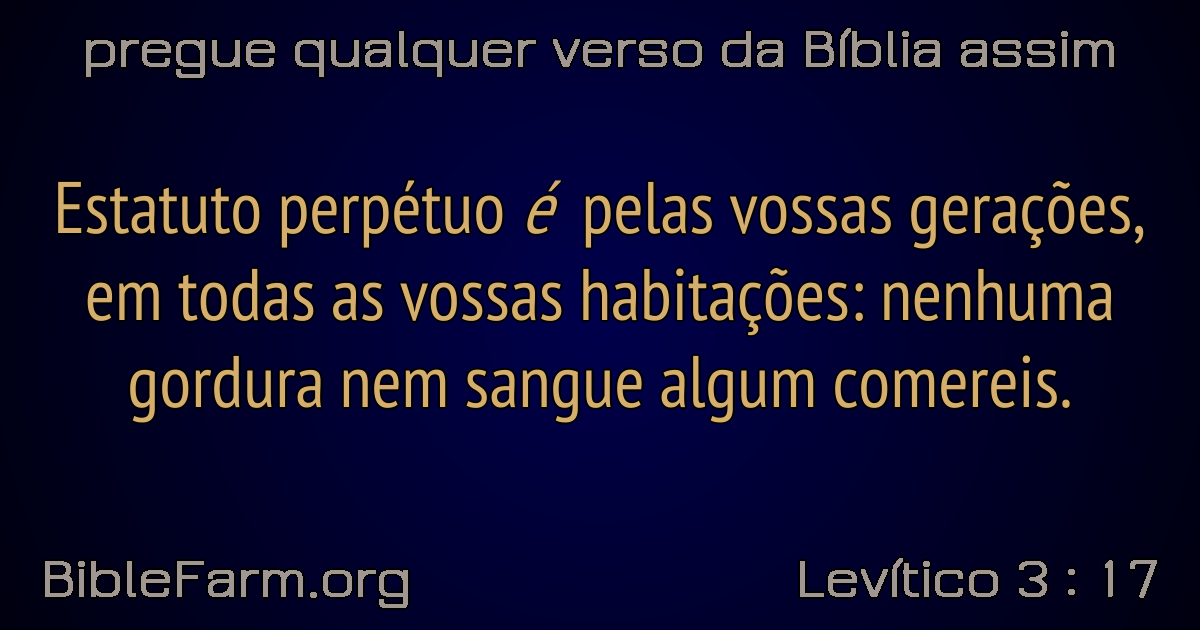 pregue qualquer verso da Bíblia assim
Estatuto perpétuo é pelas vossas gerações,
em todas as vossas habitações: nenhuma
gordura nem sangue algum comereis.
BibleFarm.org
Levítico 3 : 17